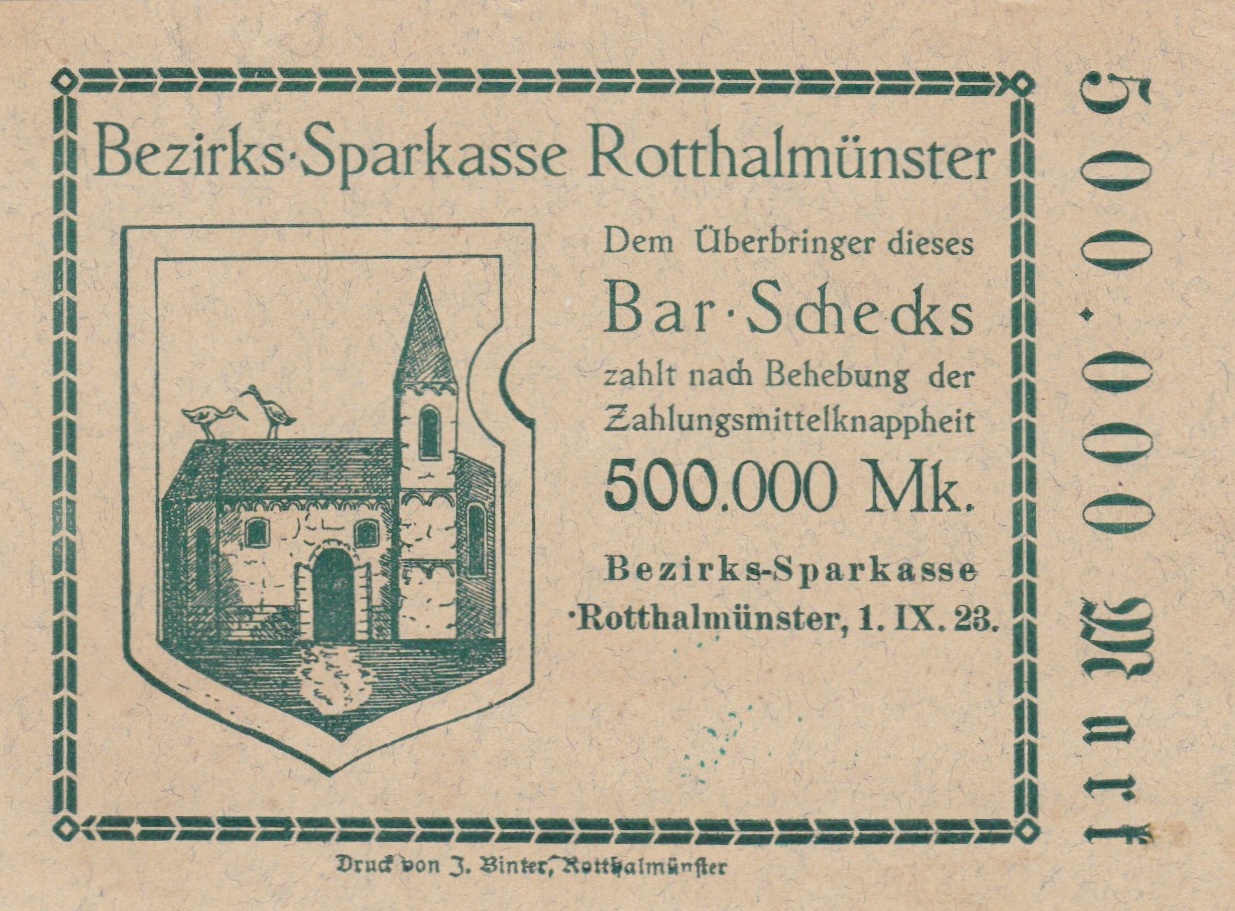 Bezirks·Sparkasse Rotthalmünster
Dem Überbringer dieses
Bar·Schecks
zahlt nach Behebung der
Zahlungsmittelknappheit
500.000 Mk.
Bezirks-Sparkasse
·Rotthalmünster, 1. IX. 23.
500.000 Mark
Druck von J. Binter, Rotthalmünster